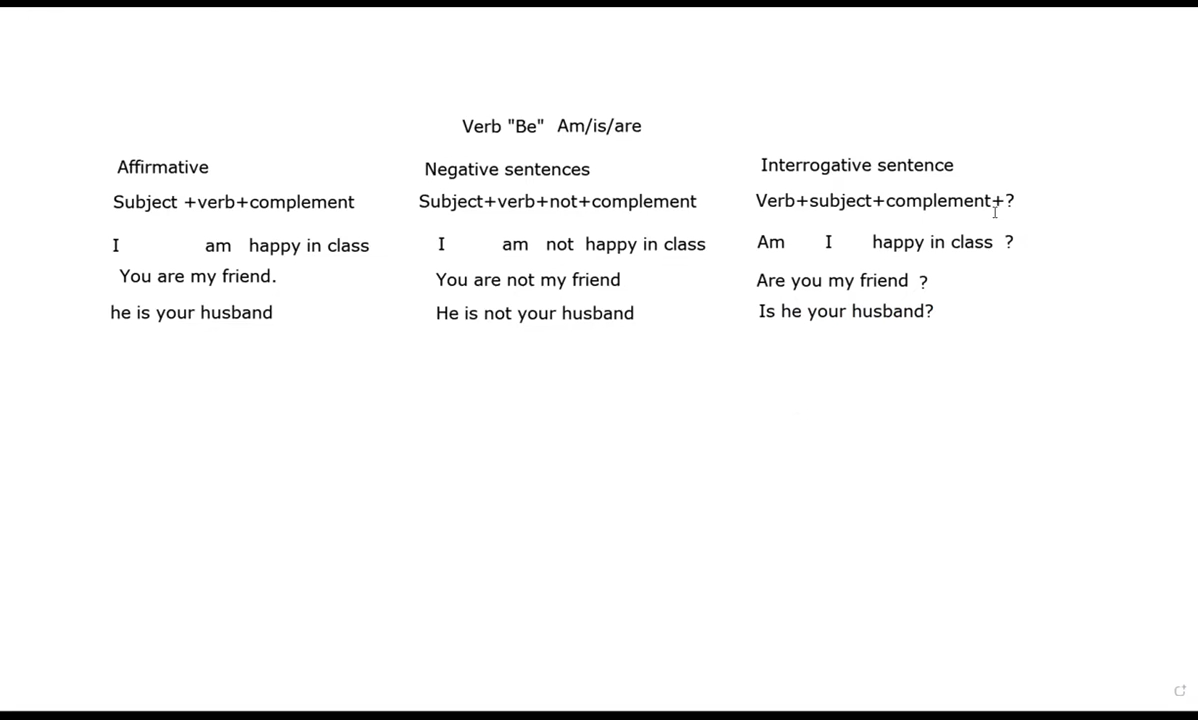 Verb "Be" Am/is/are
Affirmative
Subject +verb+complement
I am happy in class
You are my friend.
he is your husband
Negative sentences
Subject+verb+not+complement
I am not happy in class
You are not my friend
He is not your husband
Interrogative sentence
Verb+subject+complement+?
Am I happy in class ?
Are you my friend ?
Is he your husband?